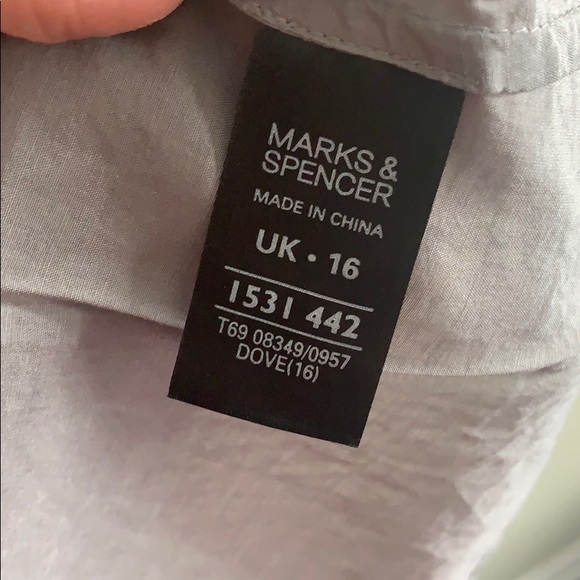 MARKS &
SPENCER
MADE IN CHINA
UK • 16
1531 442
T69 08349/0957
DOVE(16)